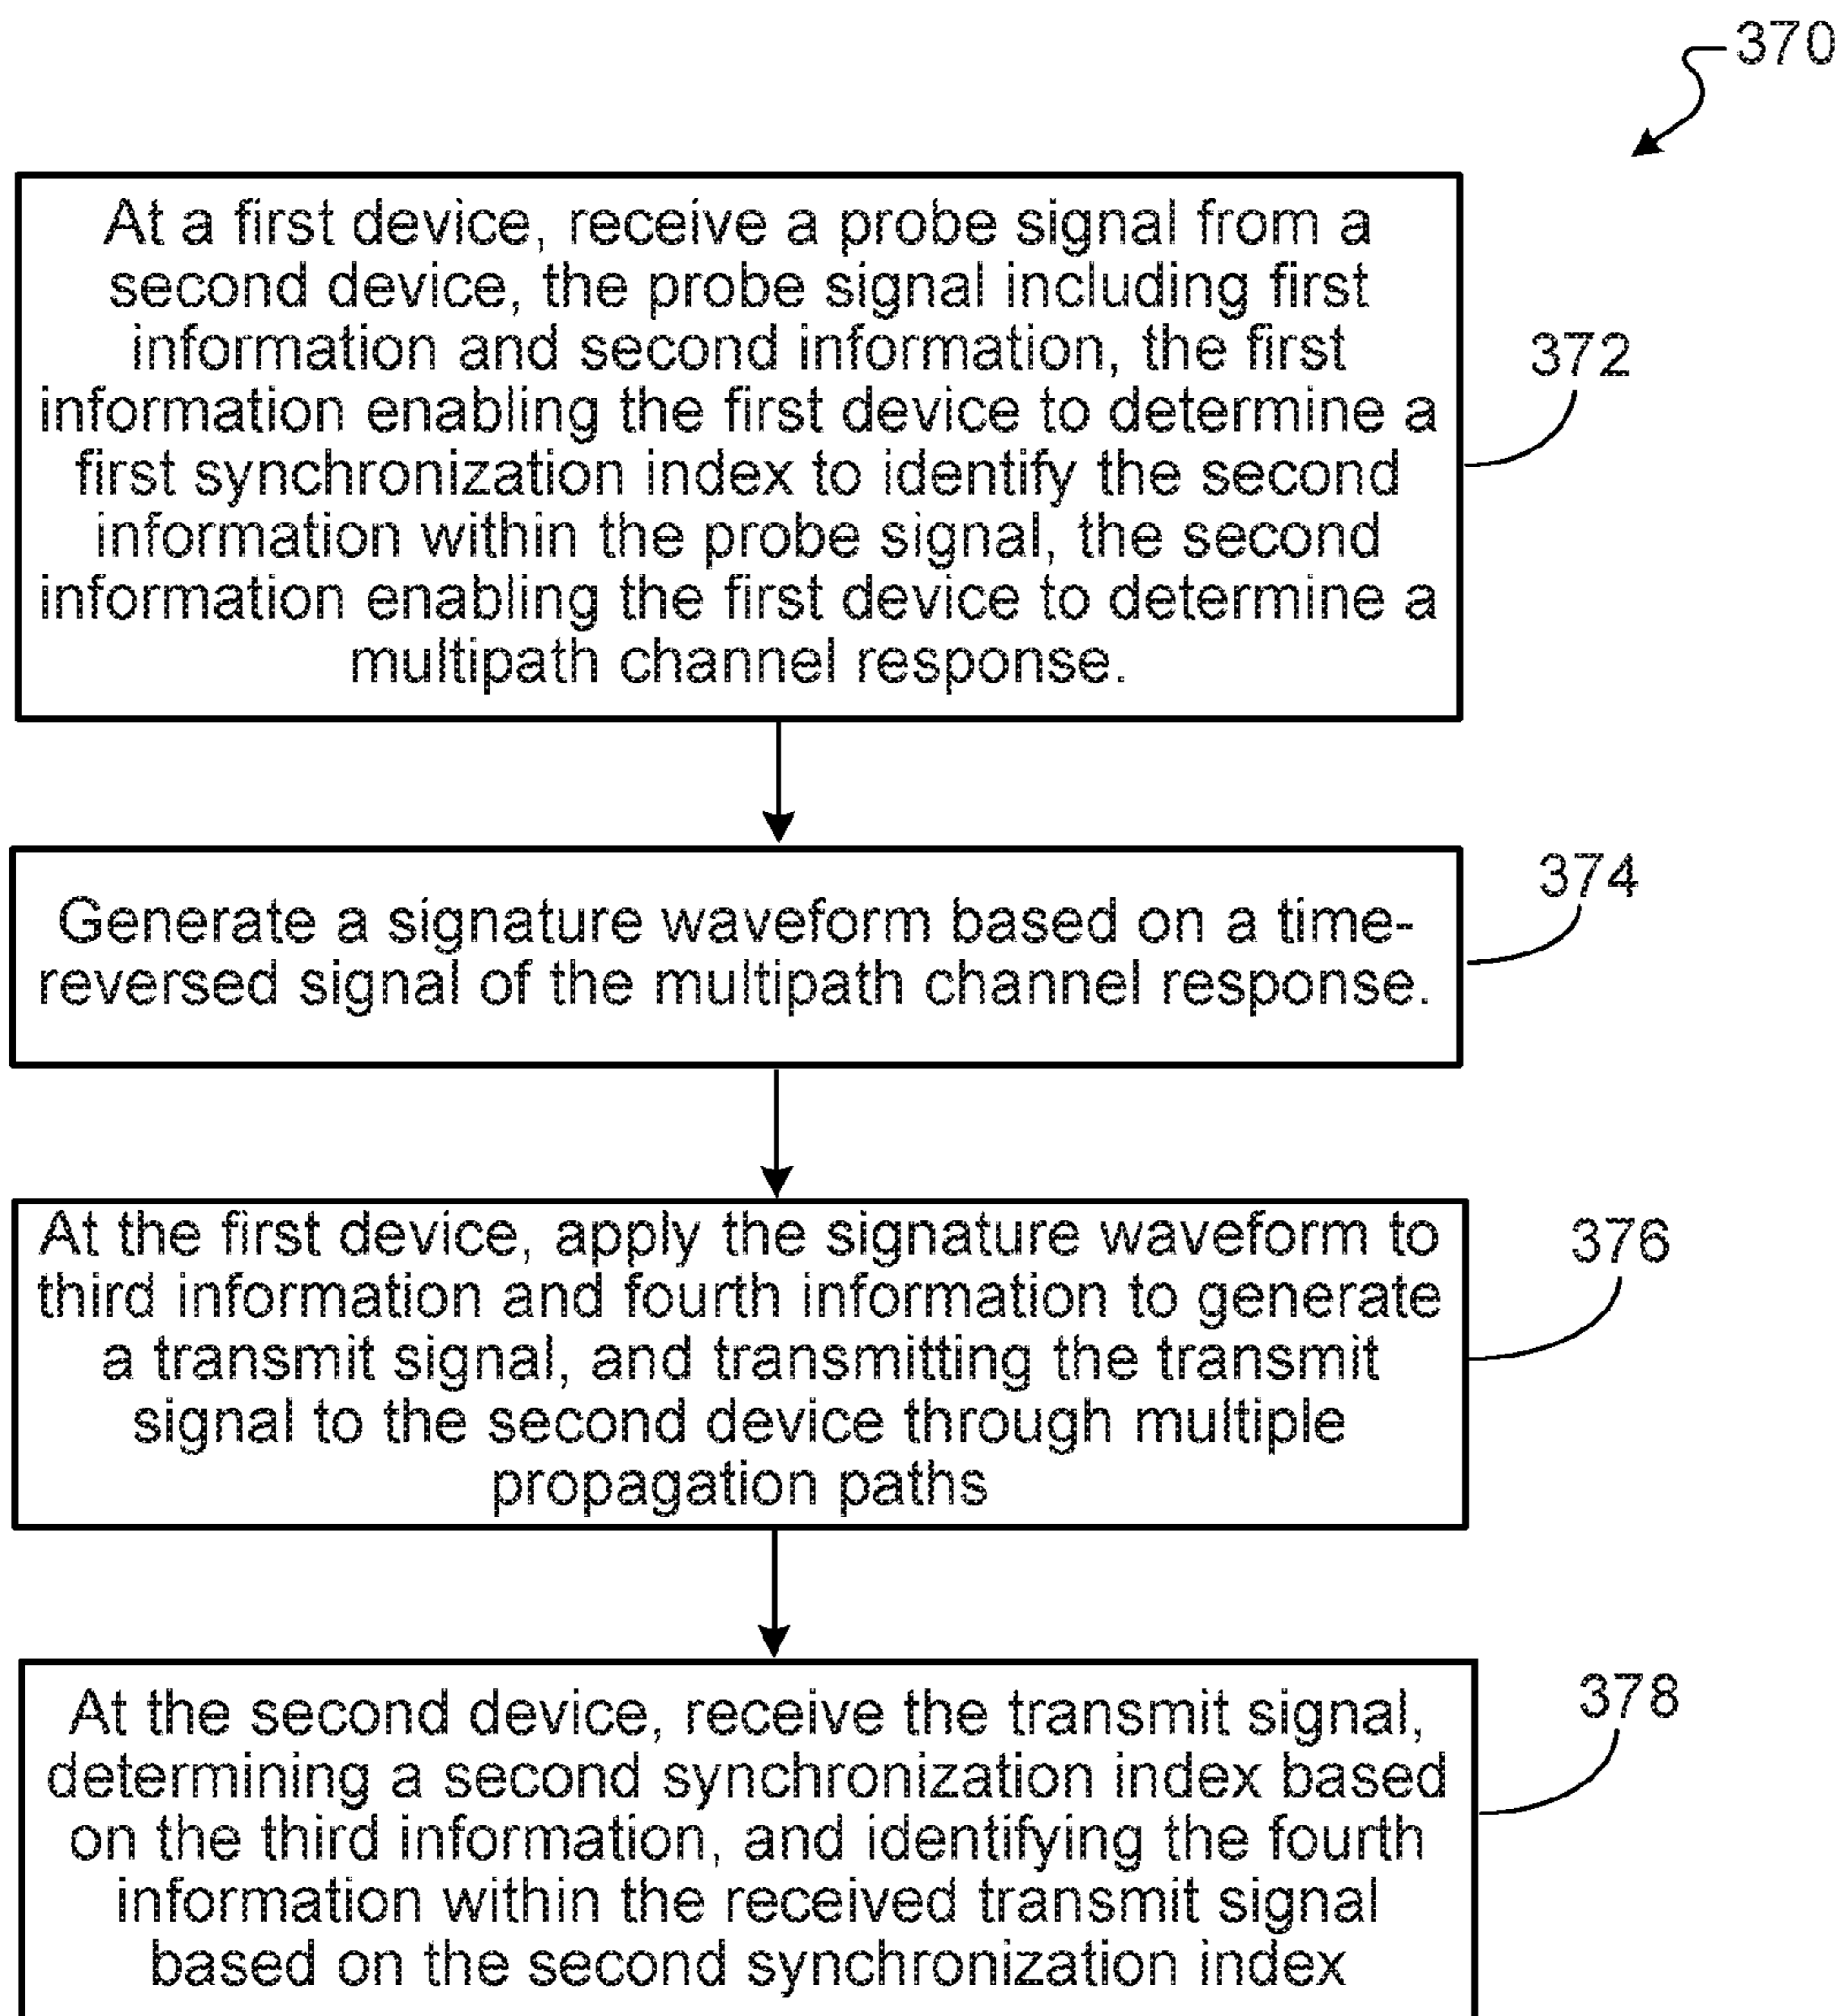 370
At a first device, receive a probe signal from a
second device, the probe signal including first
information and second information, the first
information enabling the first device to determine a
first synchronization index to identify the second
information within the probe signal, the second
information enabling the first device to determine a
multipath channel response.
372
Generate a signature waveform based on a time-
reversed signal of the multipath channel response.
374
At the first device, apply the signature waveform to
third information and fourth information to generate
a transmit signal, and transmitting the transmit
signal to the second device through multiple
propagation paths
376
At the second device, receive the transmit signal,
determining a second synchronization index based
on the third information, and identifying the fourth
information within the received transmit signal
based on the second synchronization index
378